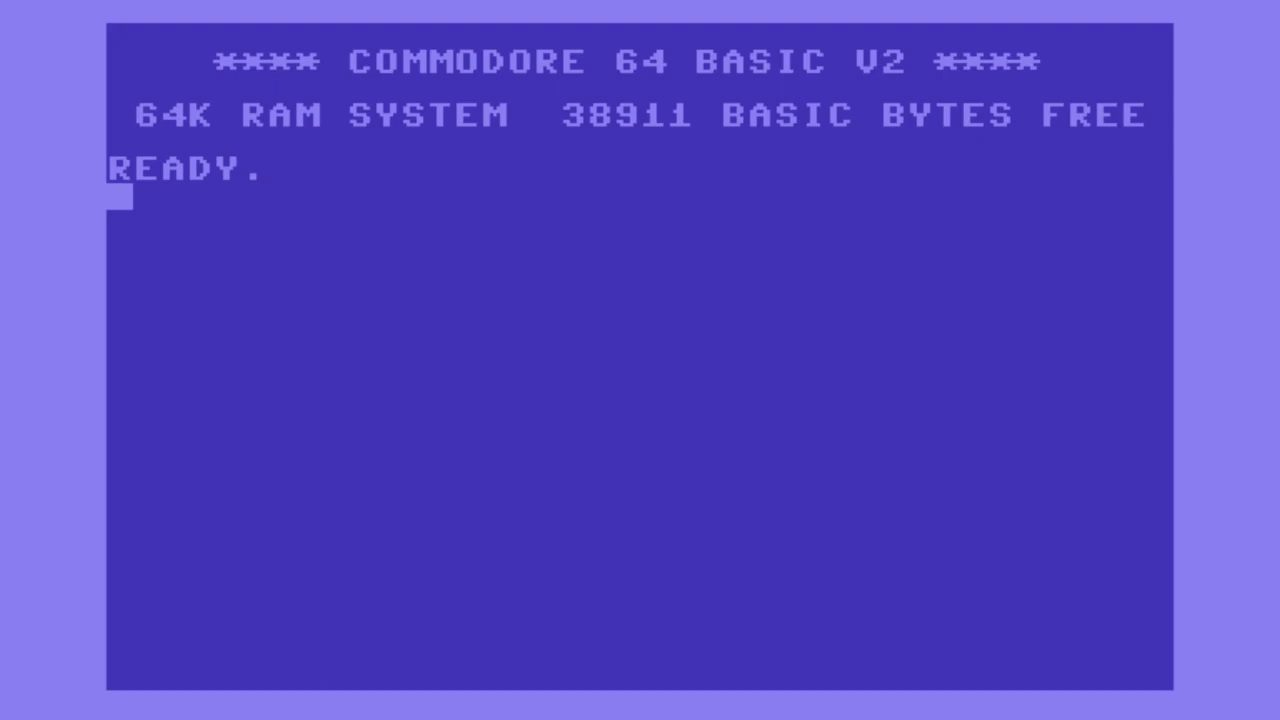 **** COMMODORE 64 BASIC V2 ****
64K RAM SYSTEM  38911 BASIC BYTES FREE
READY.